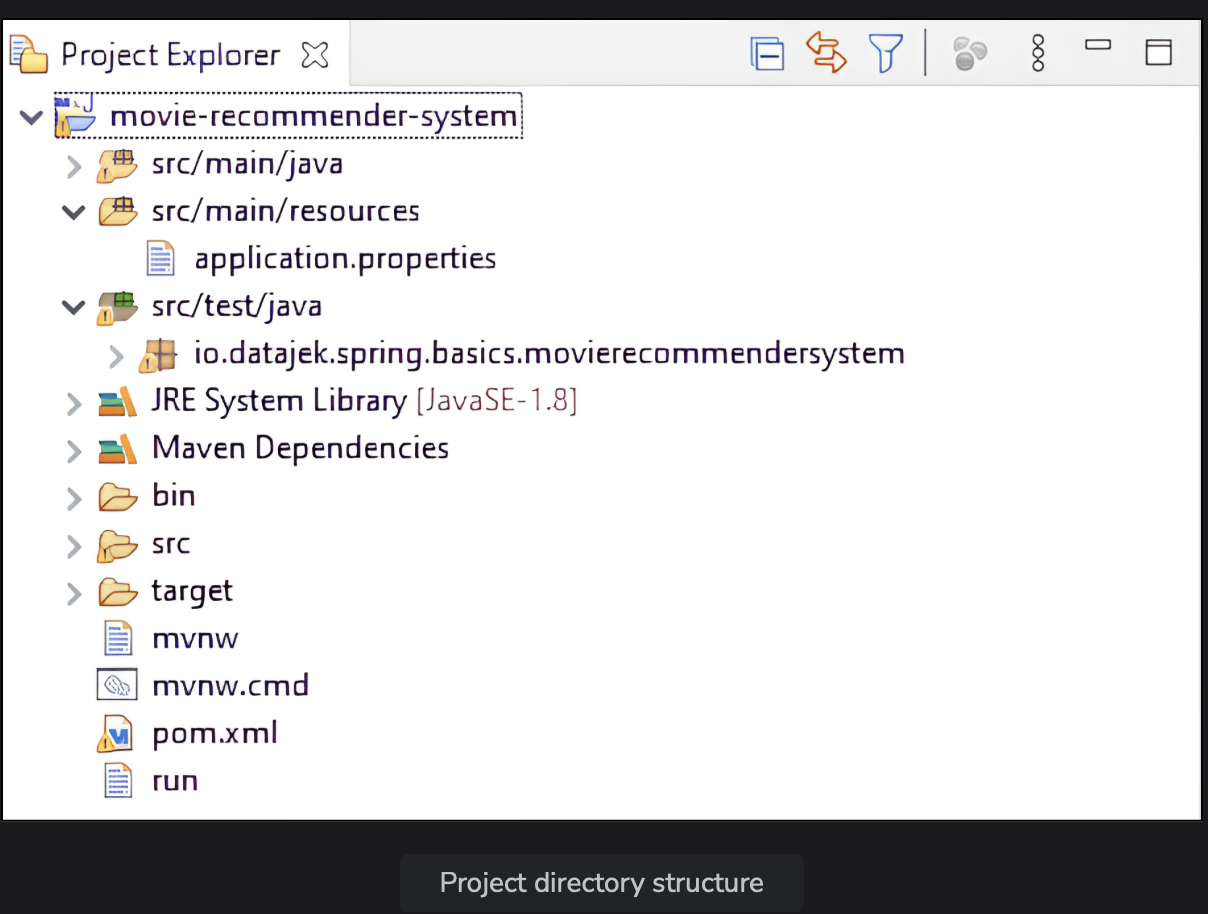 Project Explorer
movie-recommender-system
src/main/java
src/main/resources
application.properties
src/test/java
io.datajek.spring.basics.movierecommendersystem
JRE System Library [JavaSE-1.8]
Maven Dependencies
bin
src
target
mvnw
mvnw.cmd
pom.xml
run
Project directory structure